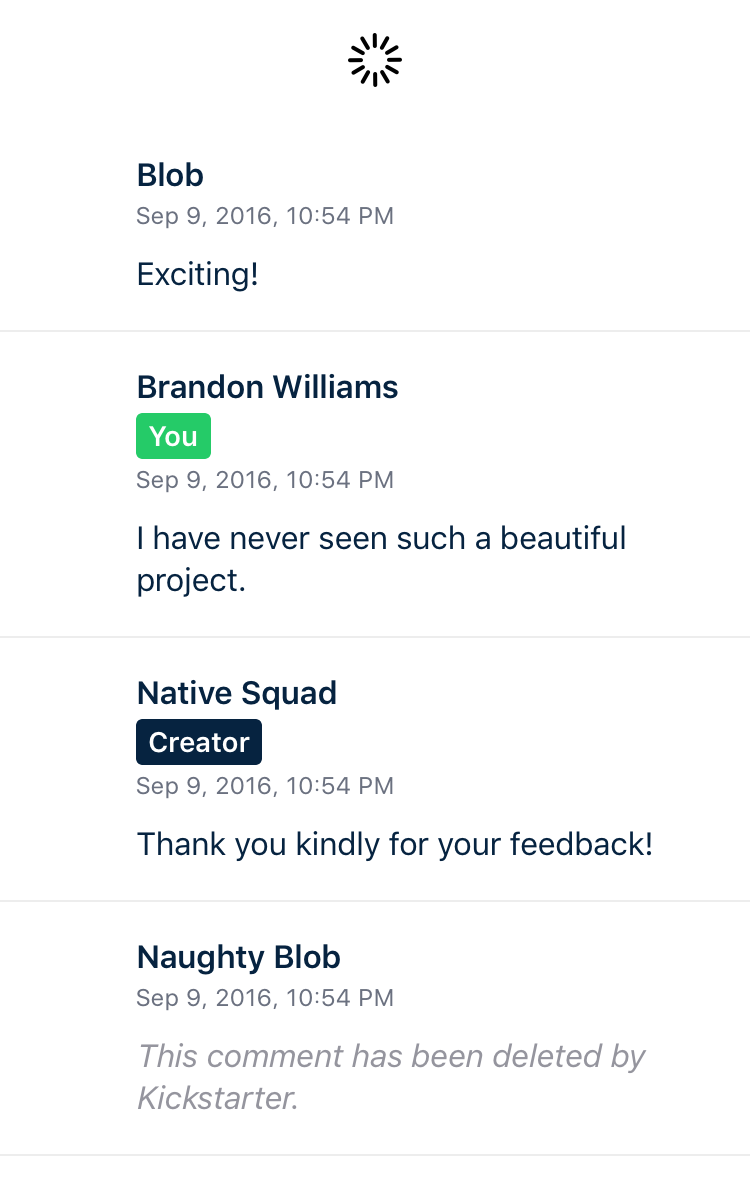 Blob
Sep 9, 2016, 10:54 PM
Exciting!
Brandon Williams
You
Sep 9, 2016, 10:54 PM
I have never seen such a beautiful
project.
Native Squad
Creator
Sep 9, 2016, 10:54 PM
Thank you kindly for your feedback!
Naughty Blob
Sep 9, 2016, 10:54 PM
This comment has been deleted by
Kickstarter.